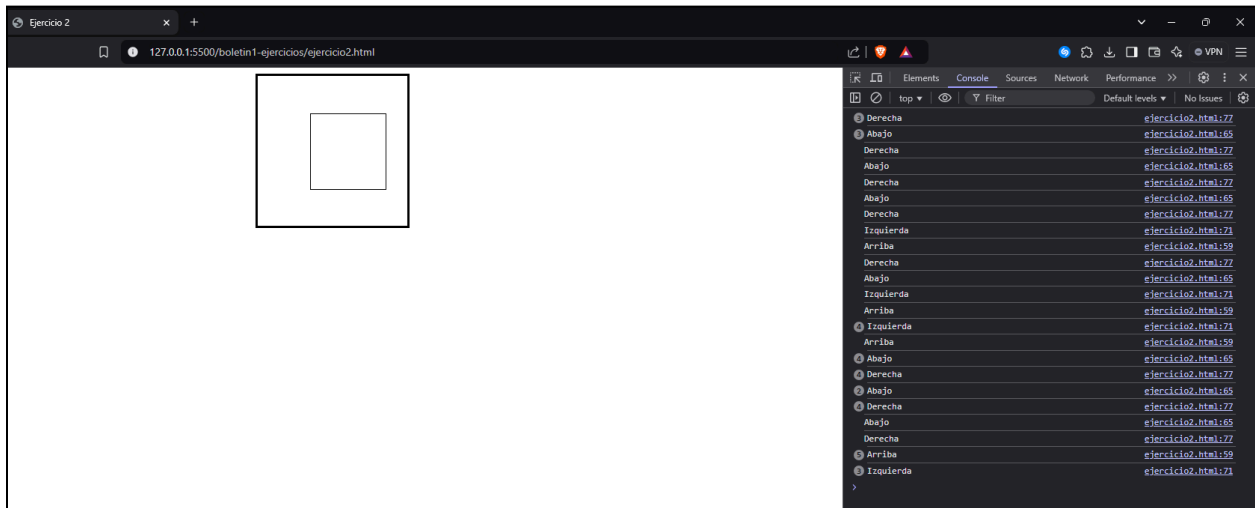 Ejercicio 2
127.0.0.1:5500/boletin1-ejercicios/ejercicio2.html
VPN
Elements Console Sources Network Performance
top Filter Default levels No Issues
3 Derecha ejercicio2.html:77
3 Abajo ejercicio2.html:65
Derecha ejercicio2.html:77
Abajo ejercicio2.html:65
Derecha ejercicio2.html:77
Abajo ejercicio2.html:65
Derecha ejercicio2.html:77
Izquierda ejercicio2.html:71
Arriba ejercicio2.html:59
Derecha ejercicio2.html:77
Abajo ejercicio2.html:65
Izquierda ejercicio2.html:71
Arriba ejercicio2.html:59
4 Izquierda ejercicio2.html:71
Arriba ejercicio2.html:59
4 Abajo ejercicio2.html:65
4 Derecha ejercicio2.html:77
2 Abajo ejercicio2.html:65
4 Derecha ejercicio2.html:77
Abajo ejercicio2.html:65
Derecha ejercicio2.html:77
5 Arriba ejercicio2.html:59
3 Izquierda ejercicio2.html:71